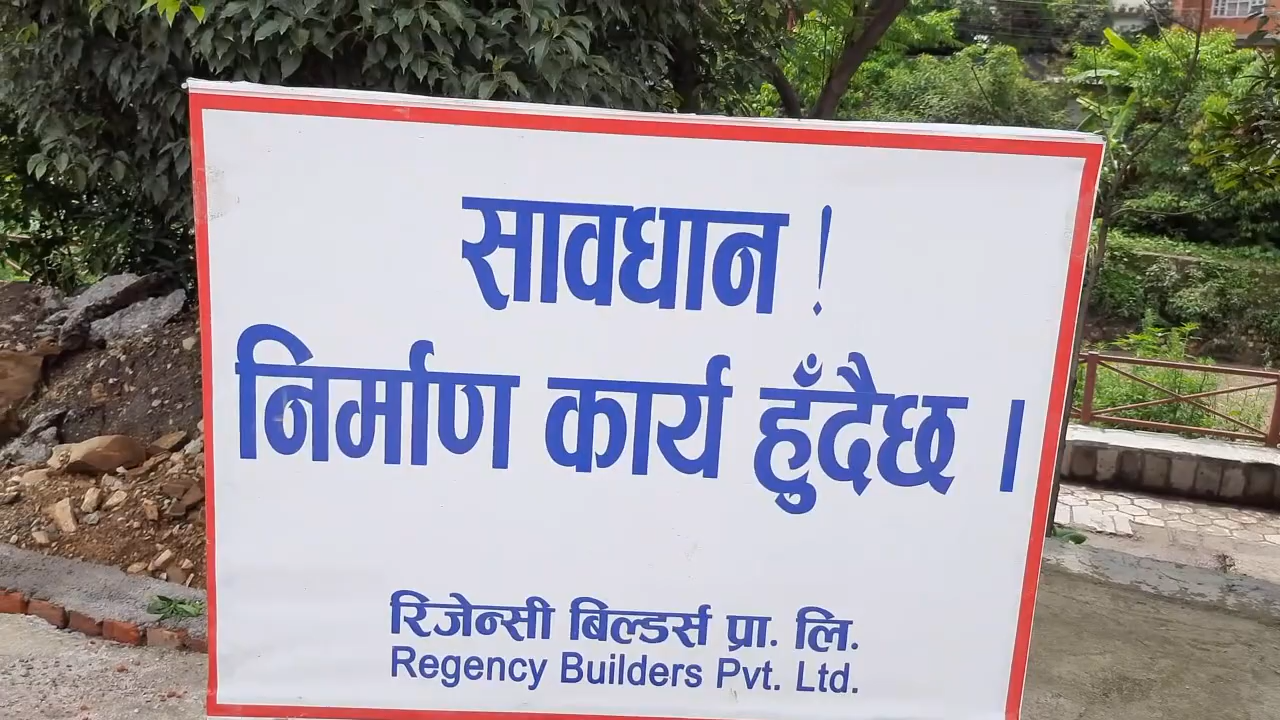 सावधान !
निर्माण कार्य हुँदैछ ।
रिजेन्सी बिल्डर्स प्रा. लि.
Regency Builders Pvt. Ltd.